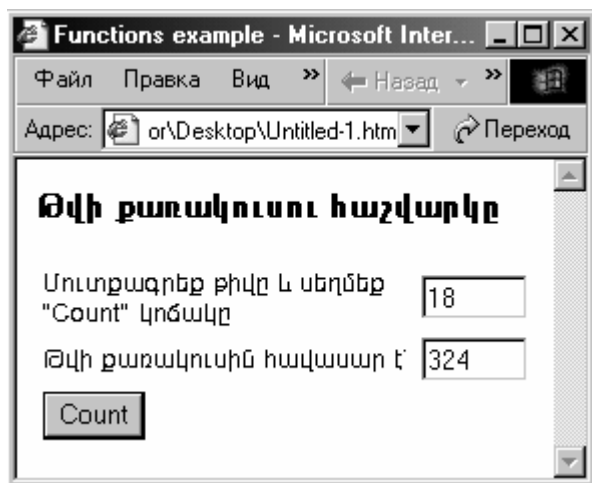 Functions example - Microsoft Inter...
Файл Правка Вид » Назад »
Адрес: or\Desktop\Untitled-1.htm Переход
Թվի քառակուսու հաշվարկը
Մուտքագրեք թիվը և սեղմեք 18
"Count" կոճակը
Թվի քառակուսին հավասար է՝ 324
Count